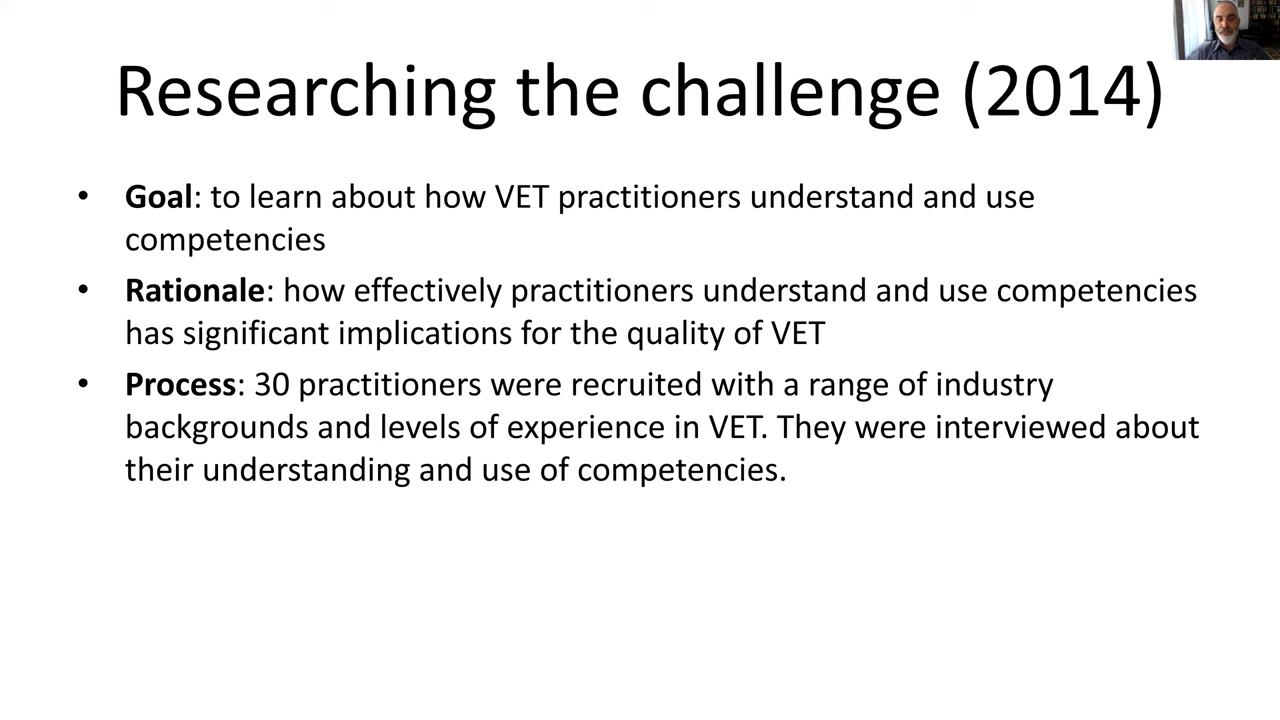 Researching the challenge (2014)
• Goal: to learn about how VET practitioners understand and use
competencies
• Rationale: how effectively practitioners understand and use competencies
has significant implications for the quality of VET
• Process: 30 practitioners were recruited with a range of industry
backgrounds and levels of experience in VET. They were interviewed about
their understanding and use of competencies.